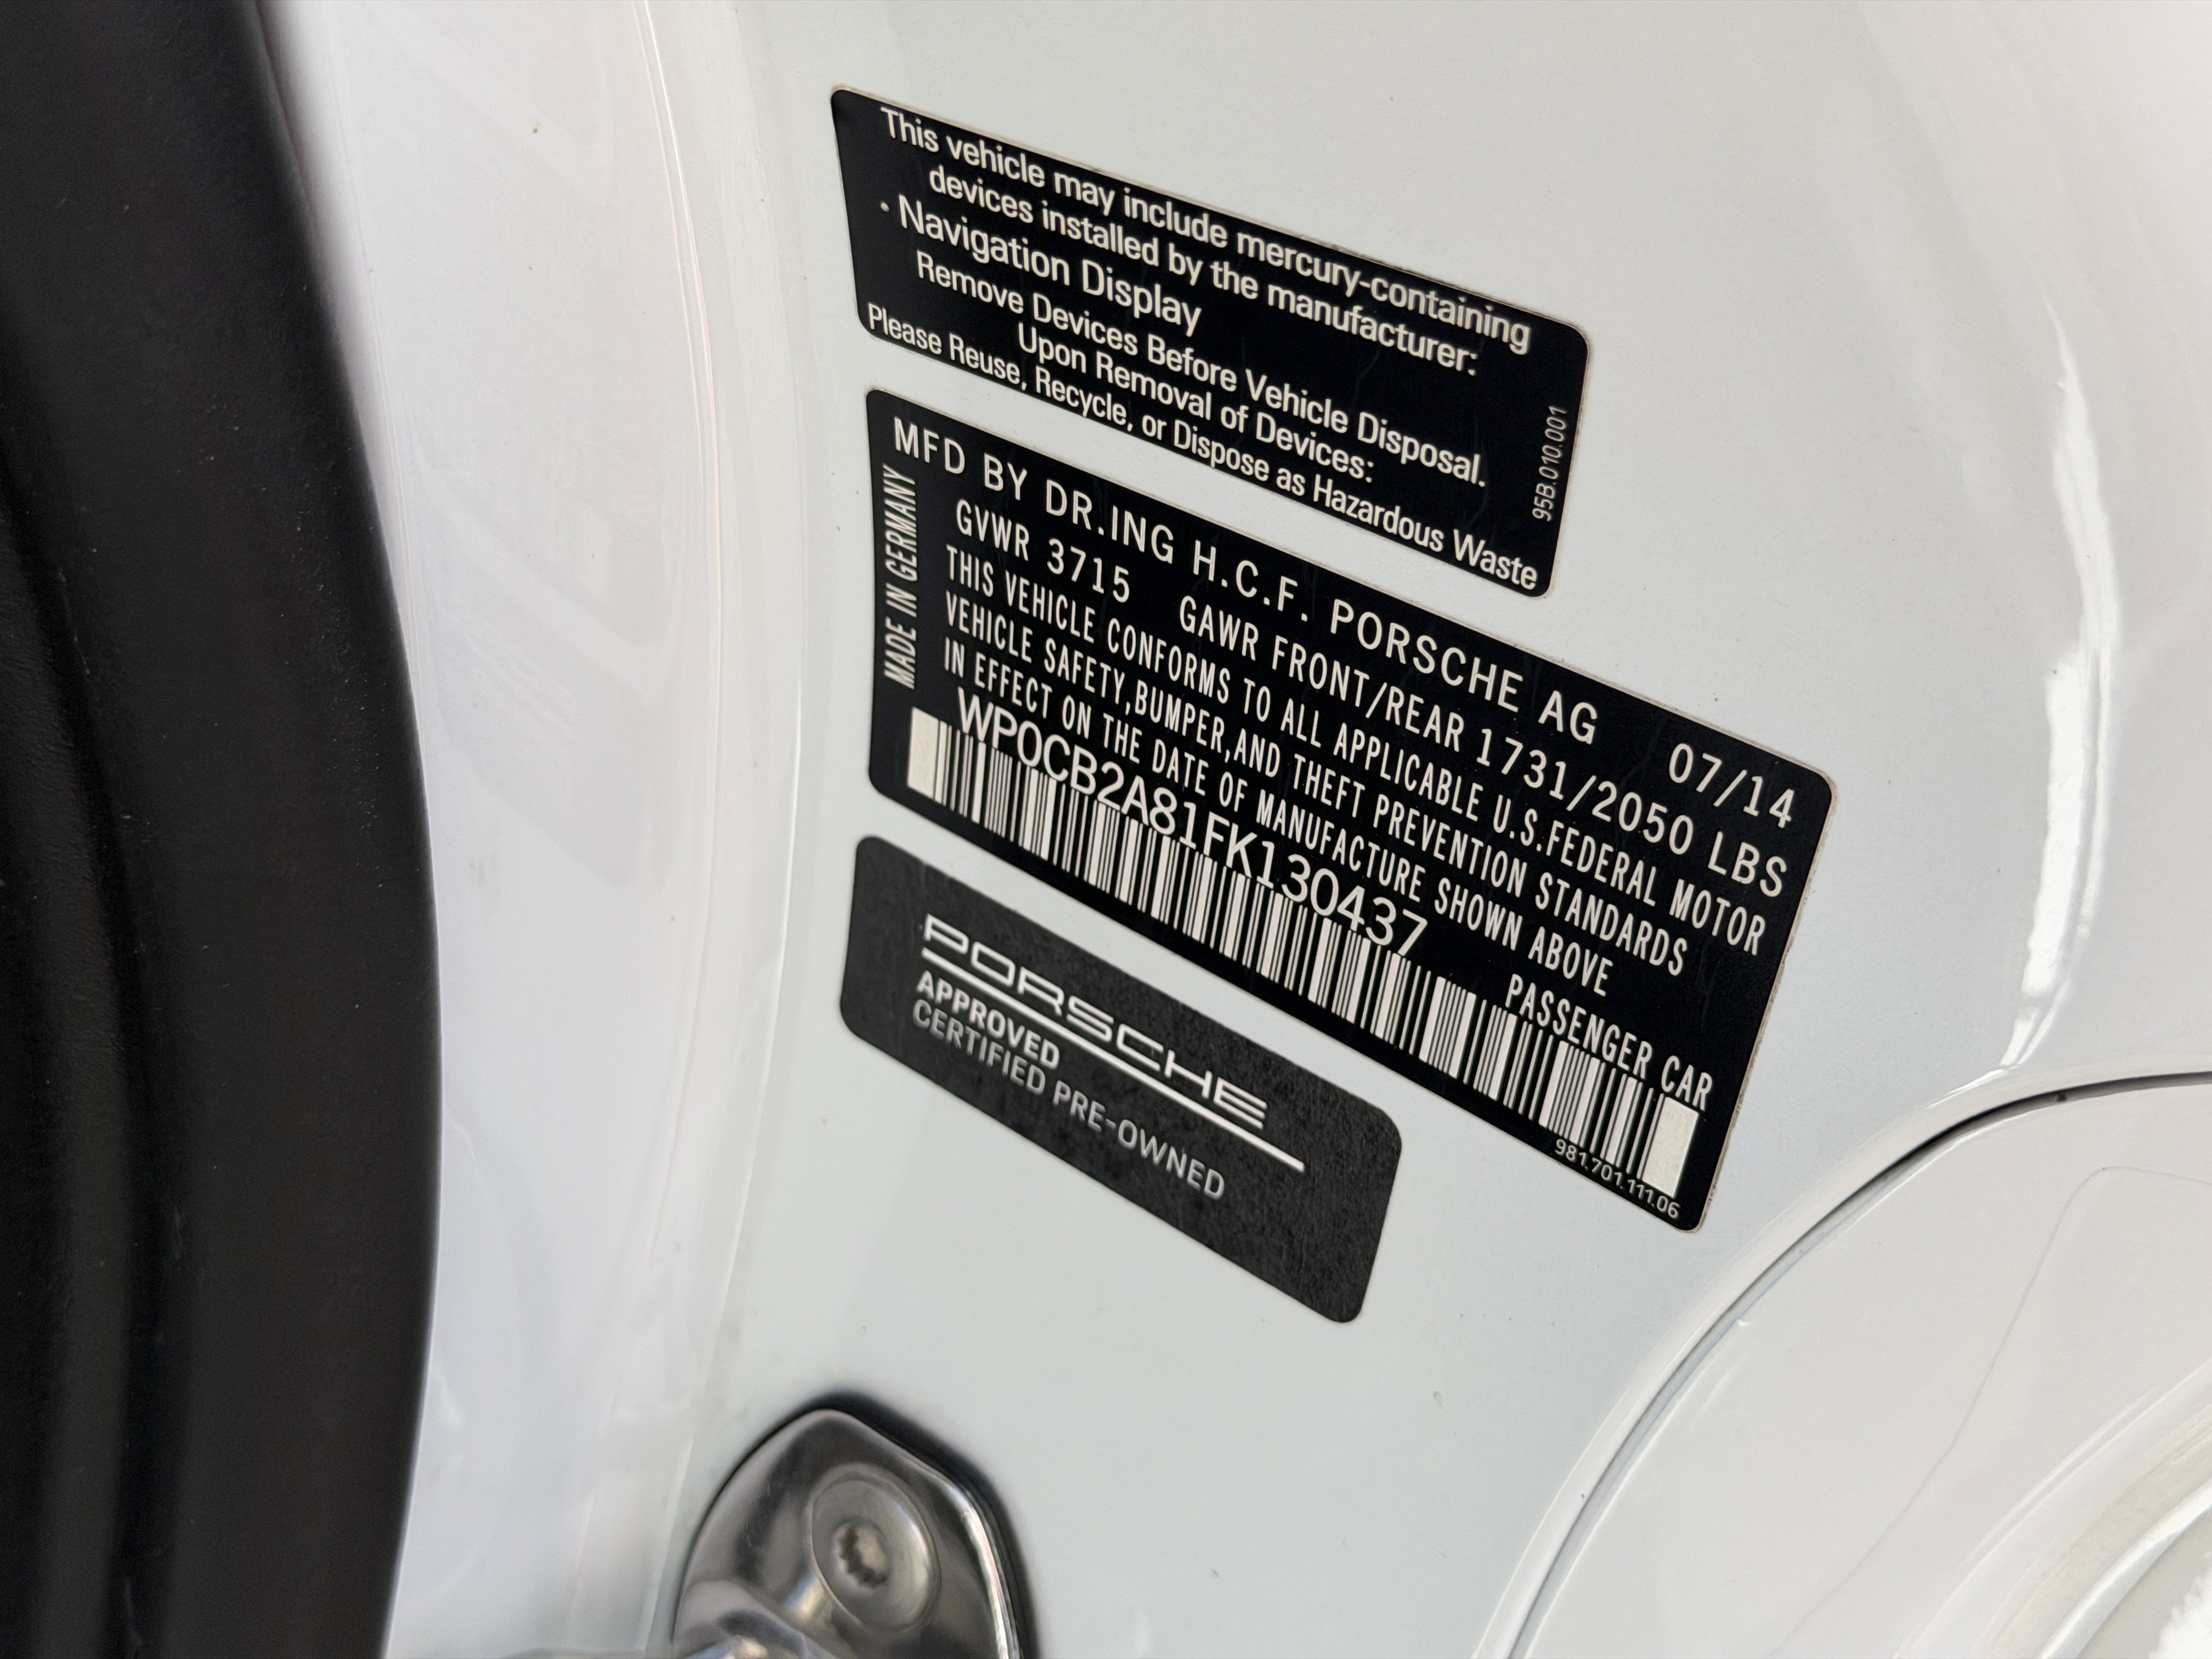 This vehicle may include mercury-containing
devices installed by the manufacturer:
· Navigation Display
Remove Devices Before Vehicle Disposal.
Upon Removal of Devices:
Please Reuse, Recycle, or Dispose as Hazardous Waste
95B.010.001
MADE IN GERMANY
MFD BY DR.ING H.C.F. PORSCHE AG 07/14
GVWR 3715 GAWR FRONT/REAR 1731/2050 LBS
THIS VEHICLE CONFORMS TO ALL APPLICABLE U.S.FEDERAL MOTOR
VEHICLE SAFETY,BUMPER,AND THEFT PREVENTION STANDARDS
IN EFFECT ON THE DATE OF MANUFACTURE SHOWN ABOVE
WP0CB2A81FK130437 PASSENGER CAR
981.701.111.06
PORSCHE
APPROVED
CERTIFIED PRE-OWNED